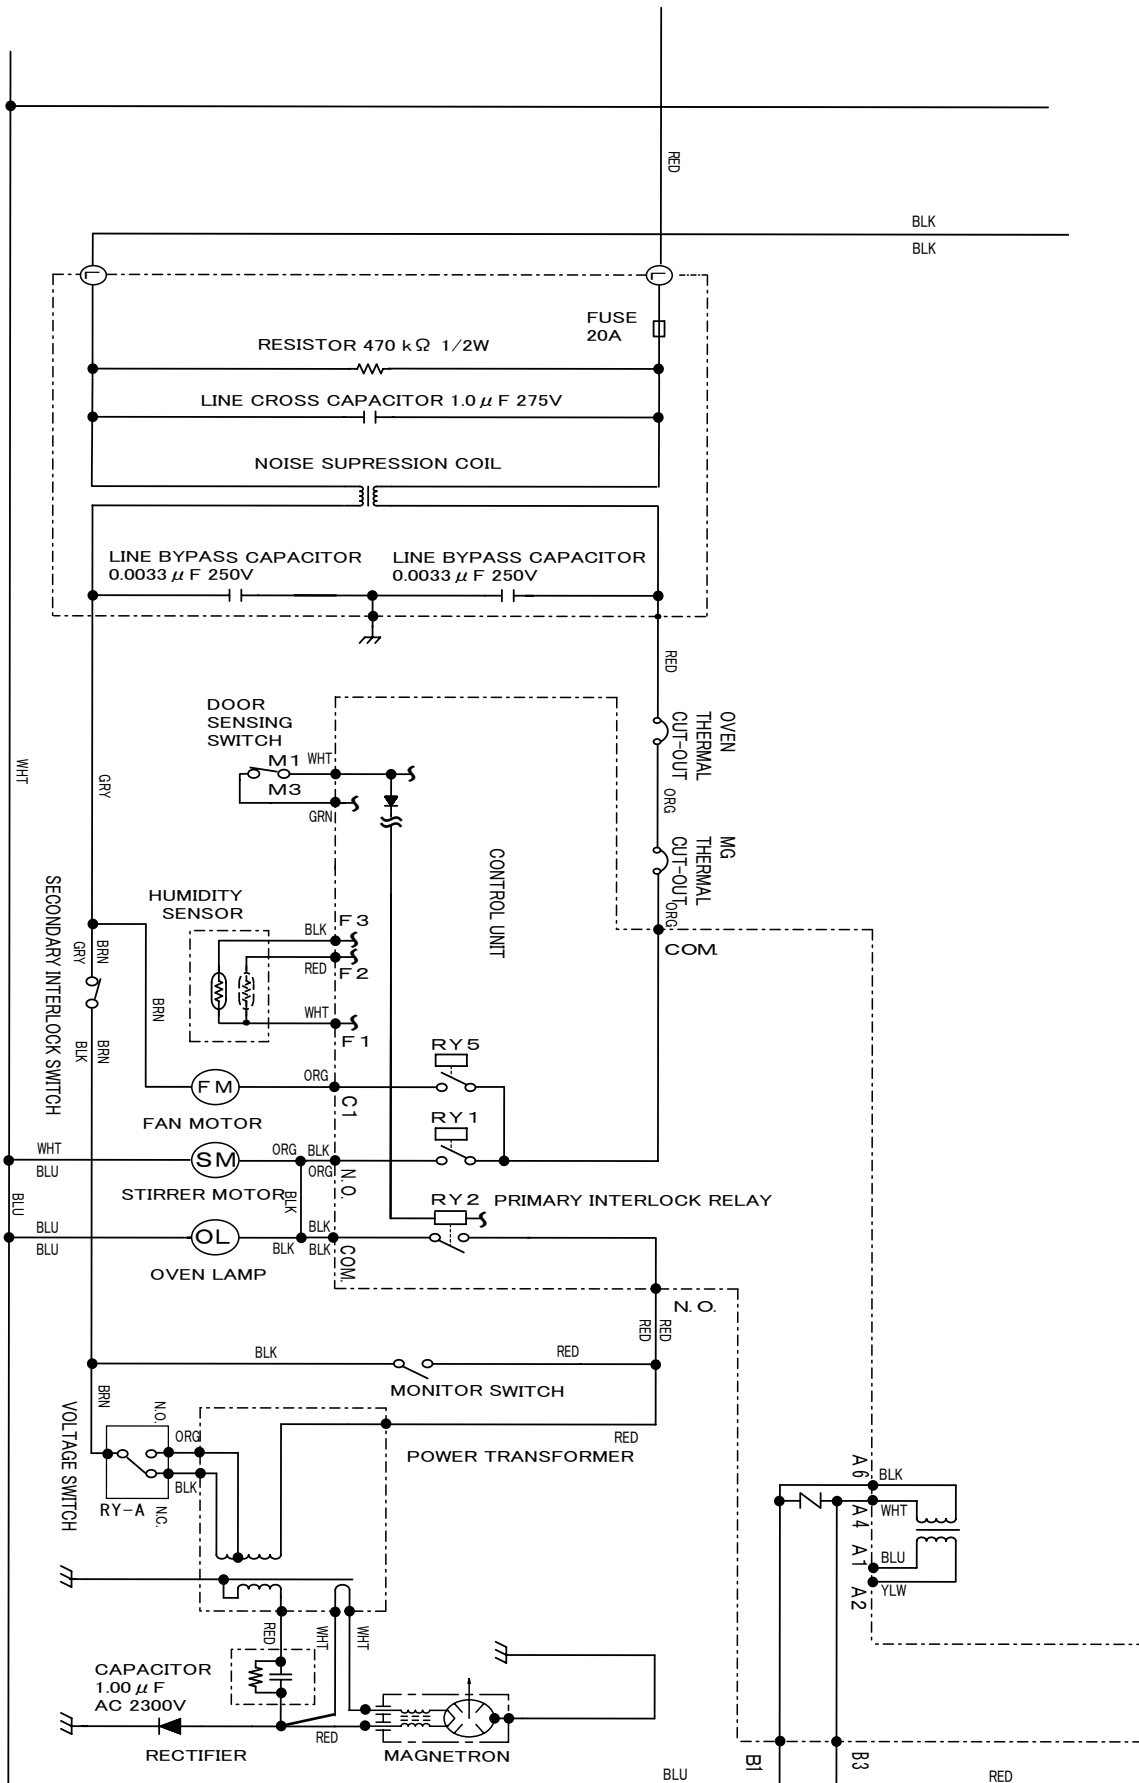 RED
BLK
BLK
L
L
FUSE
20A
RESISTOR 470 kΩ 1/2W
LINE CROSS CAPACITOR 1.0 μ F 275V
NOISE SUPRESSION COIL
LINE BYPASS CAPACITOR
0.0033 μ F 250V
LINE BYPASS CAPACITOR
0.0033 μ F 250V
RED
DOOR
SENSING
SWITCH
M1
WHT
M3
GRN
OVEN
THERMAL
CUT-OUT
ORG
WHT
GRY
MG
THERMAL
CUT-OUT
ORG
CONTROL UNIT
COM.
SECONDARY INTERLOCK SWITCH
HUMIDITY
SENSOR
BLK
F3
RED
F2
WHT
F1
BRN
GRY
BRN
BRN
BLK
RY5
FM
ORG
C1
FAN MOTOR
RY1
WHT
BLU
SM
ORG
BLK
ORG
N.O.
STIRRER MOTOR
BLK
BLU
RY2
PRIMARY INTERLOCK RELAY
BLU
BLU
OL
BLK
BLK
BLK
COM.
OVEN LAMP
N.O.
RED
RED
BLK
RED
MONITOR SWITCH
BRN
VOLTAGE SWITCH
N.O.
ORG
BLK
RY-A
N.C.
RED
POWER TRANSFORMER
A6
BLK
WHT
A4
A1
BLU
YLW
A2
RED
WHT
WHT
CAPACITOR
1.00 μ F
AC 2300V
RECTIFIER
RED
MAGNETRON
B1
B3
BLU
RED